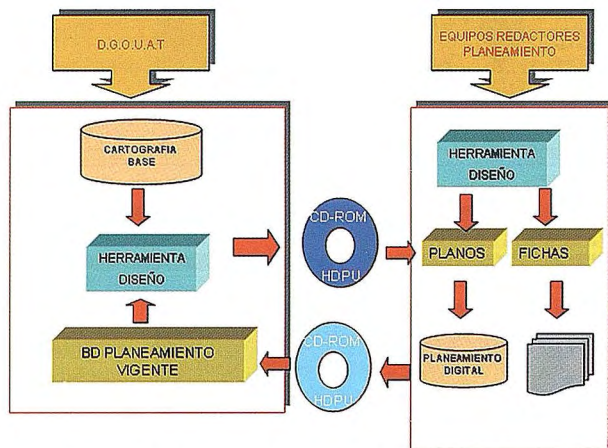 D.G.O.U.A.T
EQUIPOS REDACTORES
PLANEAMIENTO
CARTOGRAFIA
BASE
HERRAMIENTA
DISEÑO
BD PLANEAMIENTO
VIGENTE
CD-ROM
HDPU
CD-ROM
HDPU
HERRAMIENTA
DISEÑO
PLANOS
FICHAS
PLANEAMIENTO
DIGITAL